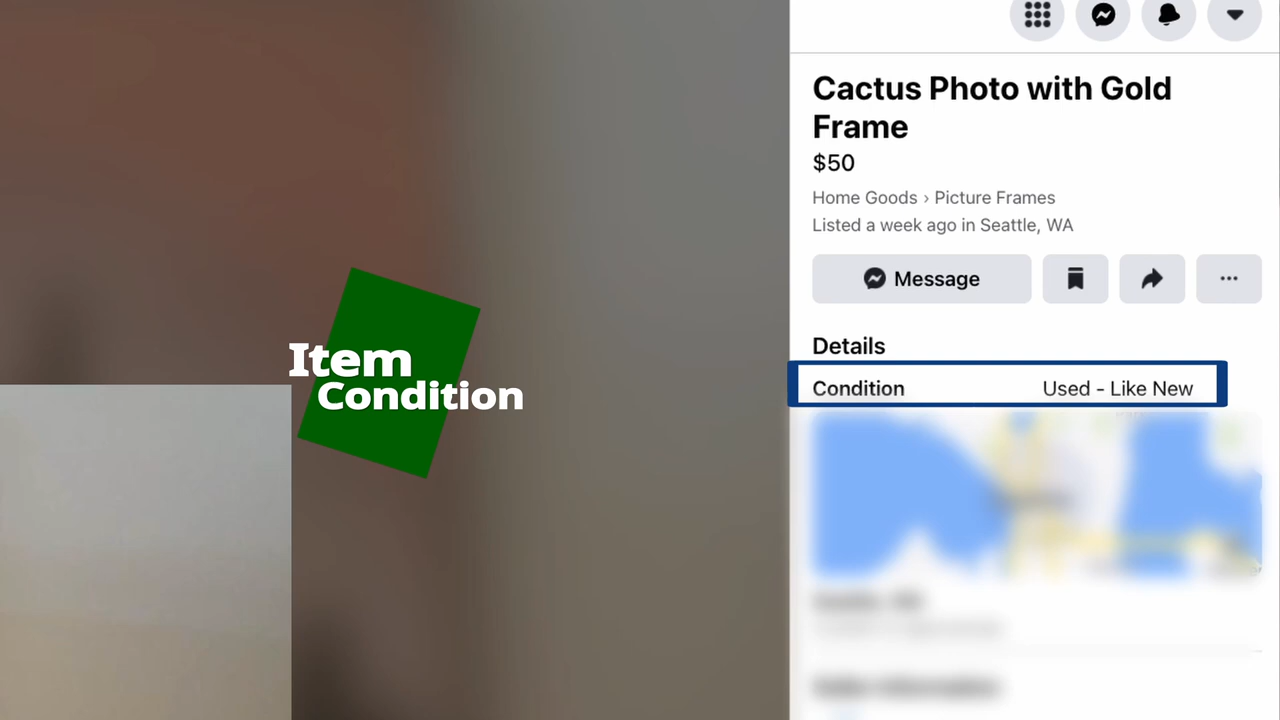 Cactus Photo with Gold
Frame
$50
Home Goods › Picture Frames
Listed a week ago in Seattle, WA
Message
Details
Condition Used - Like New
Item
Condition